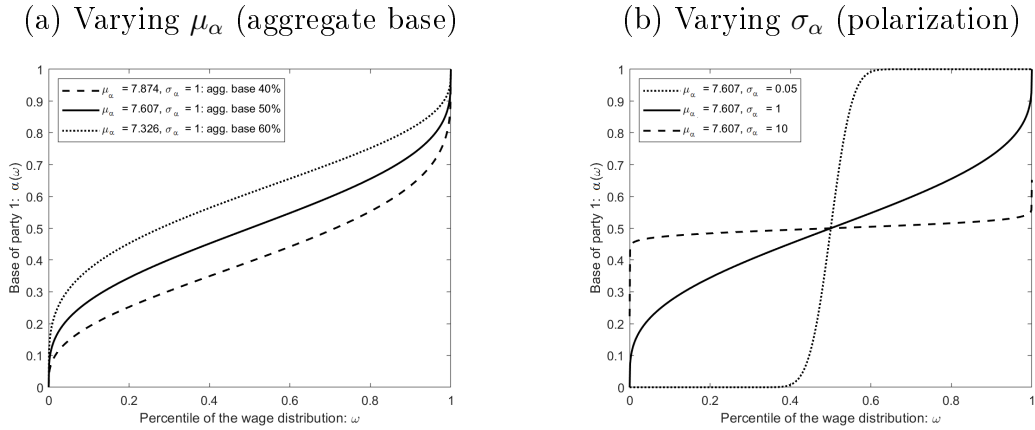 (a) Varying μα (aggregate base)
1
0.9
0.8
0.7
0.6
0.5
0.4
0.3
0.2
0.1
0
Base of party 1: α(ω)
μα = 7.874, σα = 1: agg. base 40%
μα = 7.607, σα = 1: agg. base 50%
μα = 7.326, σα = 1: agg. base 60%
0 0.2 0.4 0.6 0.8 1
Percentile of the wage distribution: ω
(b) Varying σα (polarization)
1
0.9
0.8
0.7
0.6
0.5
0.4
0.3
0.2
0.1
0
Base of party 1: α(ω)
μα = 7.607, σα = 0.05
μα = 7.607, σα = 1
μα = 7.607, σα = 10
0 0.2 0.4 0.6 0.8 1
Percentile of the wage distribution: ω